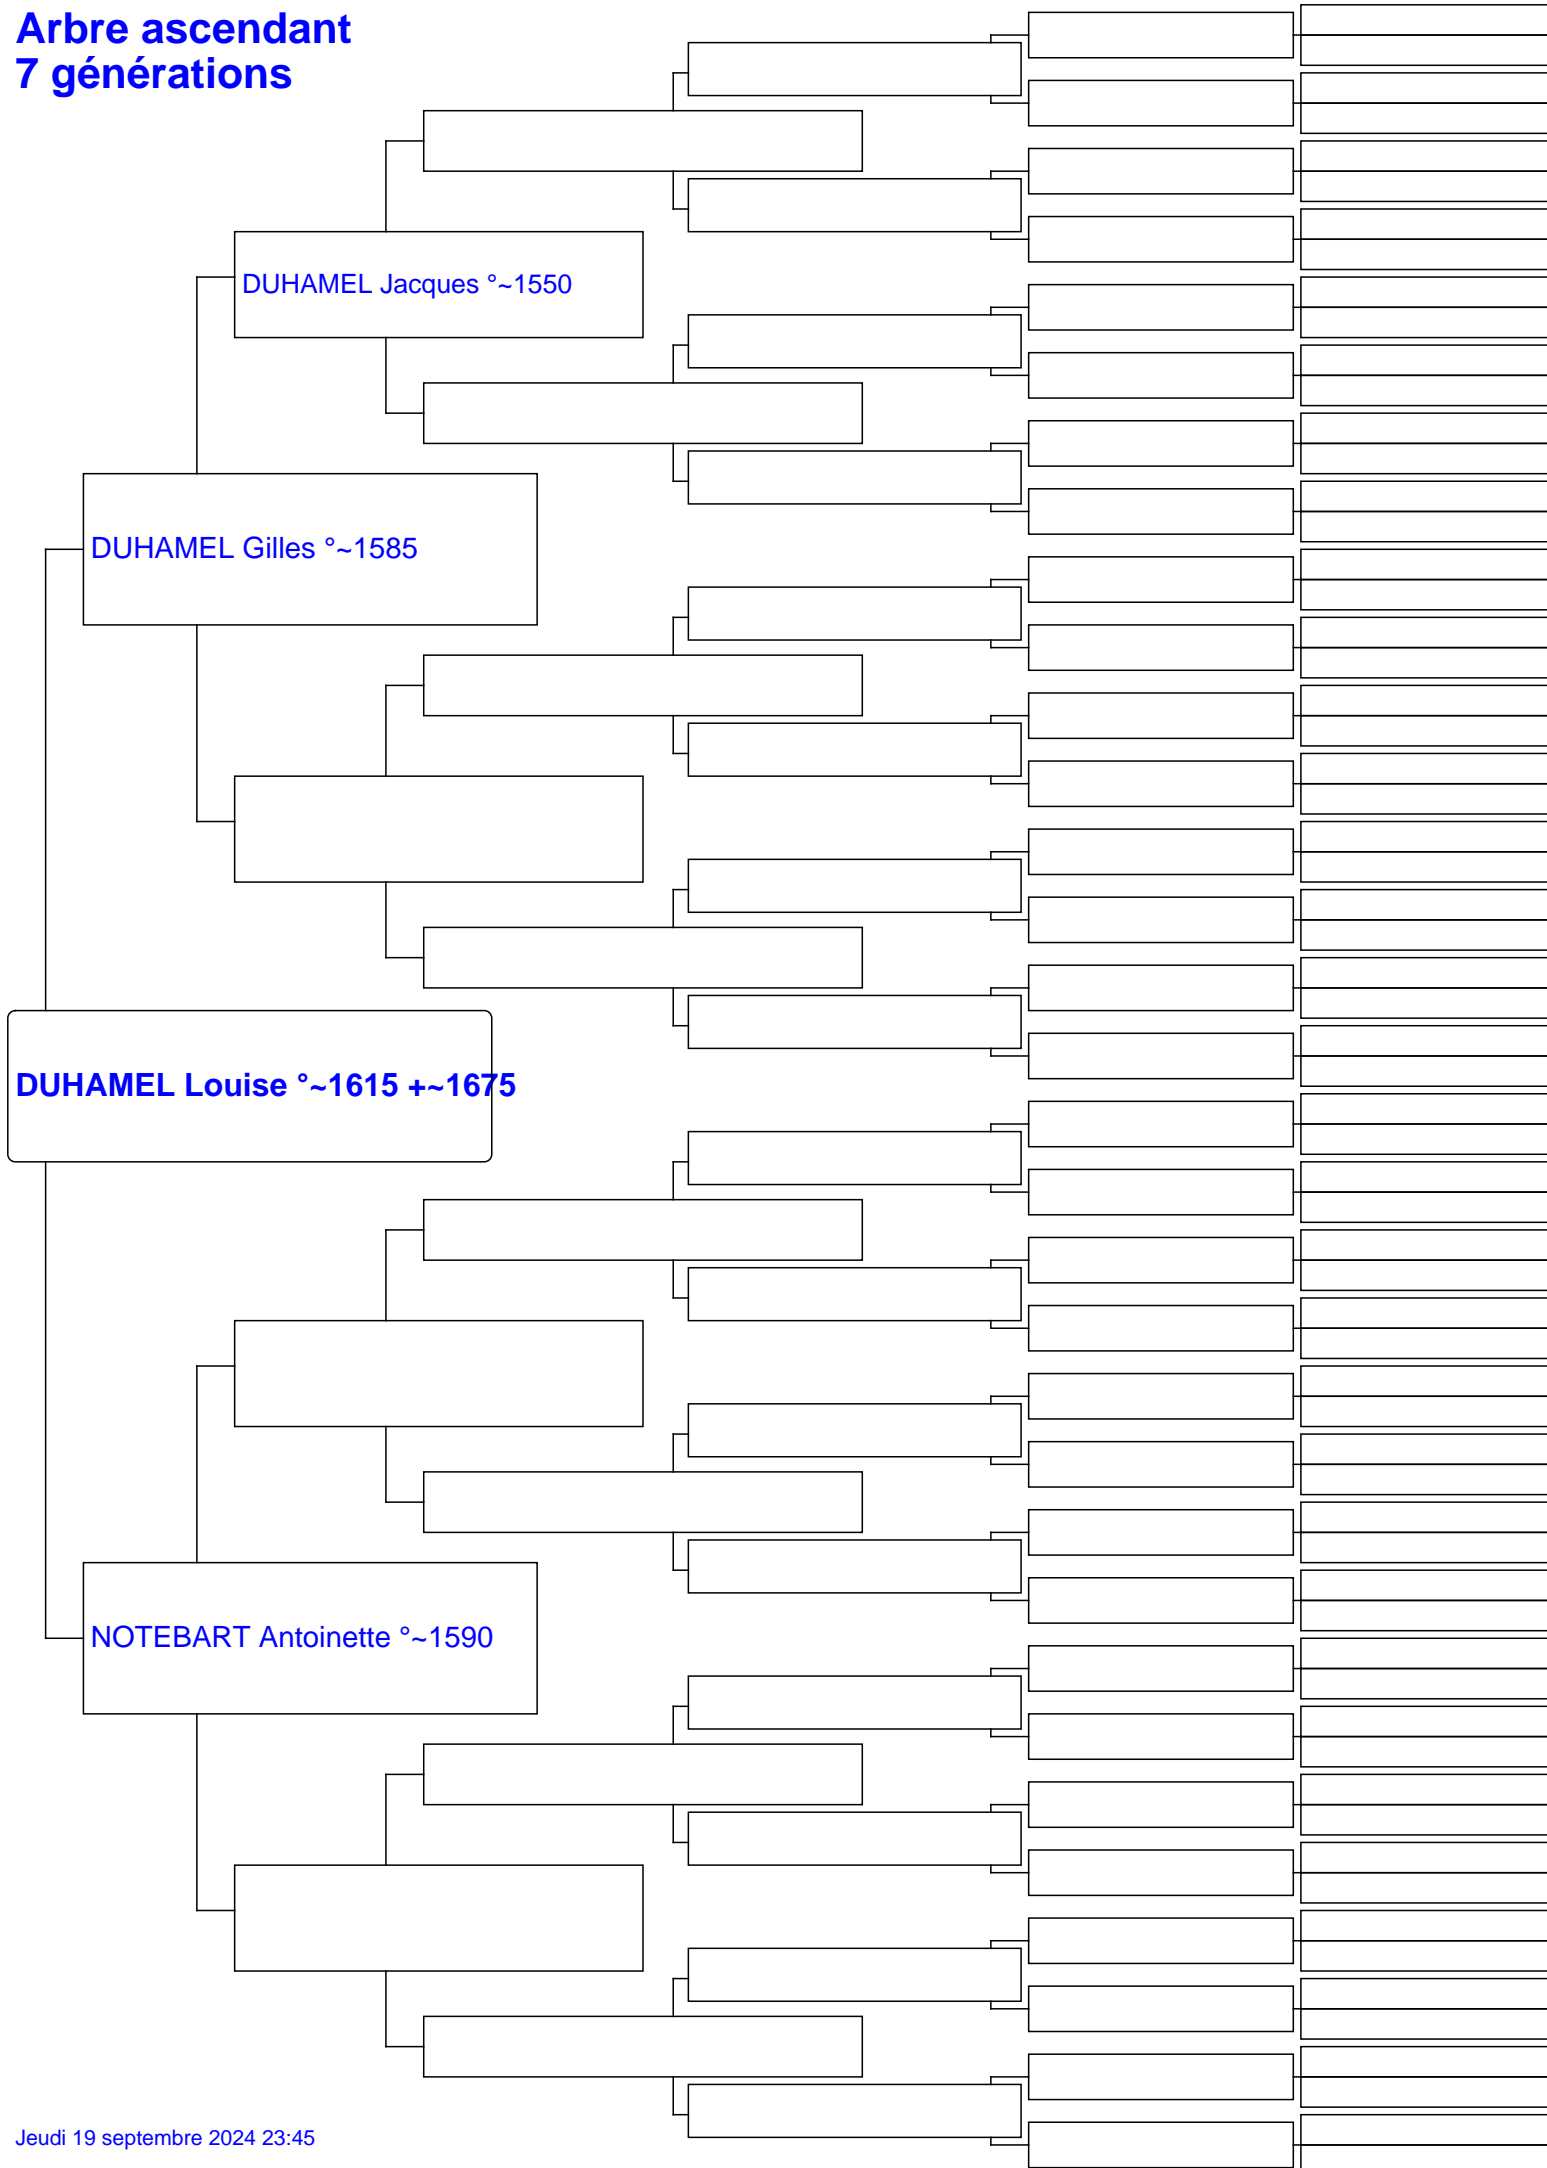 Arbre ascendant
7 générations
DUHAMEL Jacques °~1550
DUHAMEL Gilles °~1585
DUHAMEL Louise °~1615 +~1675
NOTEBART Antoinette °~1590
Jeudi 19 septembre 2024 23:45